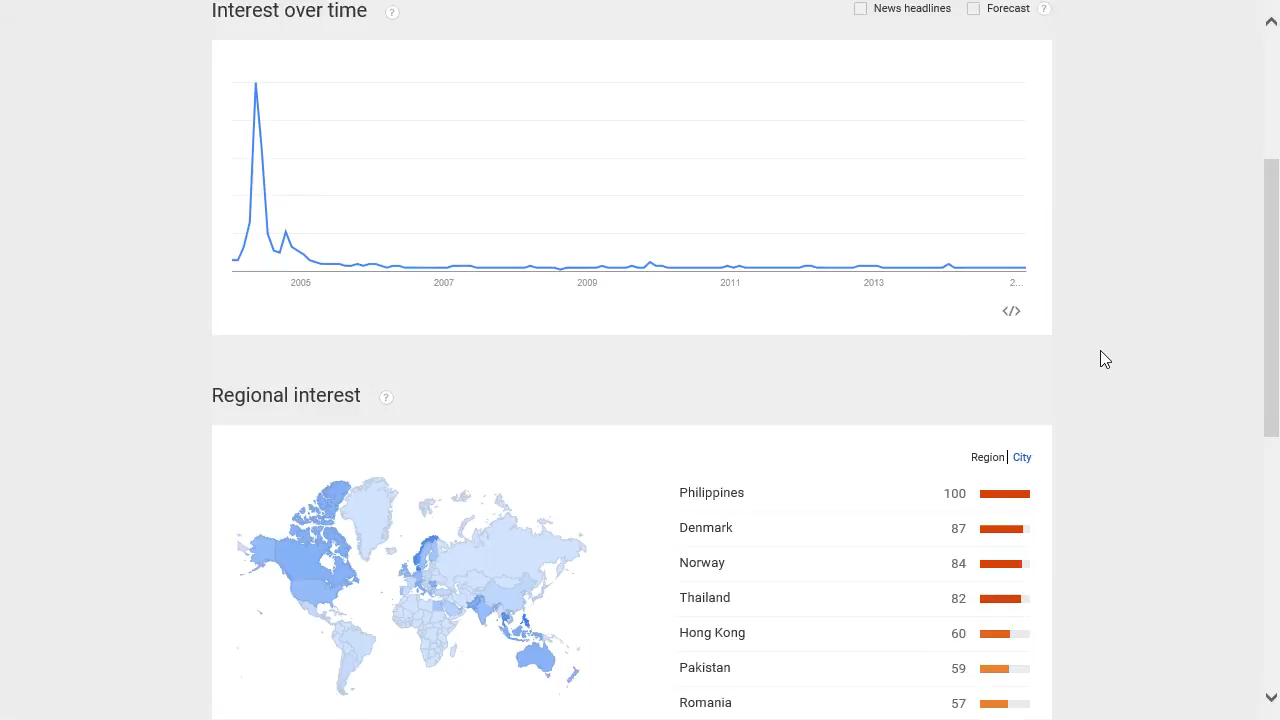 Interest over time ?
News headlines Forecast ?
2005 2007 2009 2011 2013 2...
</>
Regional interest ?
Region City
Philippines 100
Denmark 87
Norway 84
Thailand 82
Hong Kong 60
Pakistan 59
Romania 57